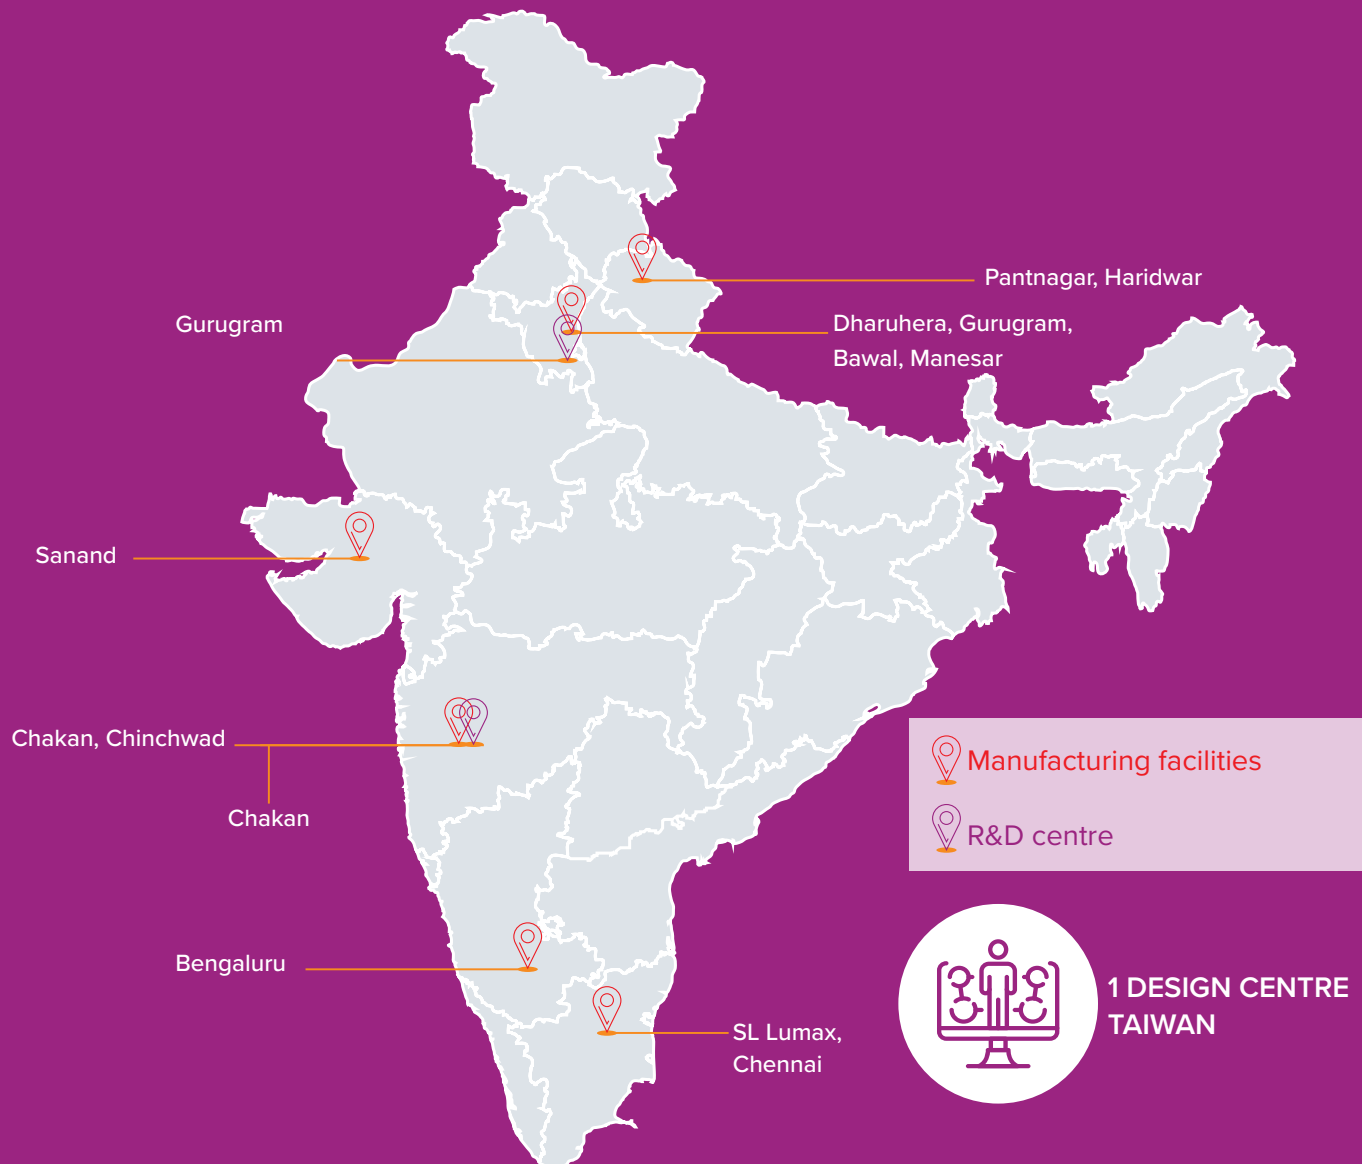 Pantnagar, Haridwar
Gurugram
Dharuhera, Gurugram,
Bawal, Manesar
Sanand
Chakan, Chinchwad
Chakan
Manufacturing facilities
R&D centre
Bengaluru
SL Lumax,
Chennai
1 DESIGN CENTRE
TAIWAN